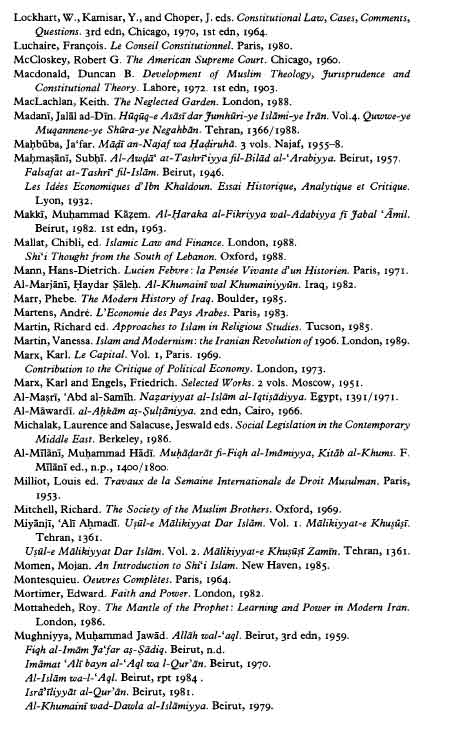 Lockhart, W., Kamisar, Y., and Choper, J. eds. Constitutional Law, Cases, Comments,
Questions. 3rd edn, Chicago, 1970, 1st edn, 1964.
Luchaire, François. Le Conseil Constitutionnel. Paris, 1980.
McCloskey, Robert G. The American Supreme Court. Chicago, 1960.
Macdonald, Duncan B. Development of Muslim Theology, Jurisprudence and
Constitutional Theory. Lahore, 1972. 1st edn, 1903.
MacLachlan, Keith. The Neglected Garden. London, 1988.
Madanī, Jalāl ad-Dīn. Ḥūqūq-e Asāsī dar Jumhūrī-ye Islāmī-ye Irān. Vol.4. Quwwe-ye
Muqannene-ye Shūra-ye Negahbān. Tehran, 1366/1988.
Maḥbūba, Ja'far. Māḍī an-Najaf wa Ḥaḍiruhā. 3 vols. Najaf, 1955–8.
Maḥmaṣānī, Subḥī. Al-Awḍā' at-Tashrī'iyya fil-Bilād al-'Arabiyya. Beirut, 1957.
Falsafat at-Tashrī' fil-Islām. Beirut, 1946.
Les Idées Economiques d'Ibn Khaldoun. Essai Historique, Analytique et Critique.
Lyon, 1932.
Makkī, Muḥammad Kāẓem. Al-Ḥaraka al-Fikriyya wal-Adabiyya fī Jabal 'Āmil.
Beirut, 1982. 1st edn, 1963.
Mallat, Chibli, ed. Islamic Law and Finance. London, 1988.
Shi'i Thought from the South of Lebanon. Oxford, 1988.
Mann, Hans-Dietrich. Lucien Febvre: la Pensée Vivante d'un Historien. Paris, 1971.
Al-Marjānī, Ḥaydar Ṣāleḥ. Al-Khumainī wal Khumainiyyūn. Iraq, 1982.
Marr, Phebe. The Modern History of Iraq. Boulder, 1985.
Martens, André. L'Economie des Pays Arabes. Paris, 1983.
Martin, Richard ed. Approaches to Islam in Religious Studies. Tucson, 1985.
Martin, Vanessa. Islam and Modernism: the Iranian Revolution of 1906. London, 1989.
Marx, Karl. Le Capital. Vol. 1, Paris. 1969.
Contribution to the Critique of Political Economy. London, 1973.
Marx, Karl and Engels, Friedrich. Selected Works. 2 vols. Moscow, 1951.
Al-Maṣrī, 'Abd al-Samīh. Naẓariyyat al-Islām al-Iqtiṣādiyya. Egypt, 1391/1971.
Al-Māwardī. al-Aḥkām aṣ-Ṣulṭāniyya. 2nd edn, Cairo, 1966.
Michalak, Laurence and Salacuse, Jeswald eds. Social Legislation in the Contemporary
Middle East. Berkeley, 1986.
Al-Mīlānī, Muḥammad Hādī. Muḥāḍarāt fi-Fiqh al-Imāmiyya, Kitāb al-Khums. F.
Mīlānī ed., n.p., 1400/1800.
Milliot, Louis ed. Travaux de la Semaine Internationale de Droit Musulman. Paris,
1953.
Mitchell, Richard. The Society of the Muslim Brothers. Oxford, 1969.
Miyānjī, 'Alī Aḥmadī. Uṣūl-e Mālikiyyat Dar Islām. Vol. 1. Mālikiyyat-e Khuṣūṣī.
Tehran, 1361.
Uṣūl-e Mālikiyyat Dar Islām. Vol. 2. Mālikiyyat-e Khuṣūṣī Zamīn. Tehran, 1361.
Momen, Mojan. An Introduction to Shi'i Islam. New Haven, 1985.
Montesquieu. Oeuvres Complètes. Paris, 1964.
Mortimer, Edward. Faith and Power. London, 1982.
Mottahedeh, Roy. The Mantle of the Prophet: Learning and Power in Modern Iran.
London, 1986.
Mughniyya, Muḥammad Jawād. Allāh wal-'aql. Beirut, 3rd edn, 1959.
Fiqh al-Imām Ja'far aṣ-Ṣādiq. Beirut, n.d.
Imāmat 'Alī bayn al-'Aql wa l-Qur'ān. Beirut, 1970.
Al-Islām wa-l-'Aql. Beirut, rpt 1984 .
Isrā'īliyyāt al-Qur'ān. Beirut, 1981.
Al-Khumainī wad-Dawla al-Islāmiyya. Beirut, 1979.